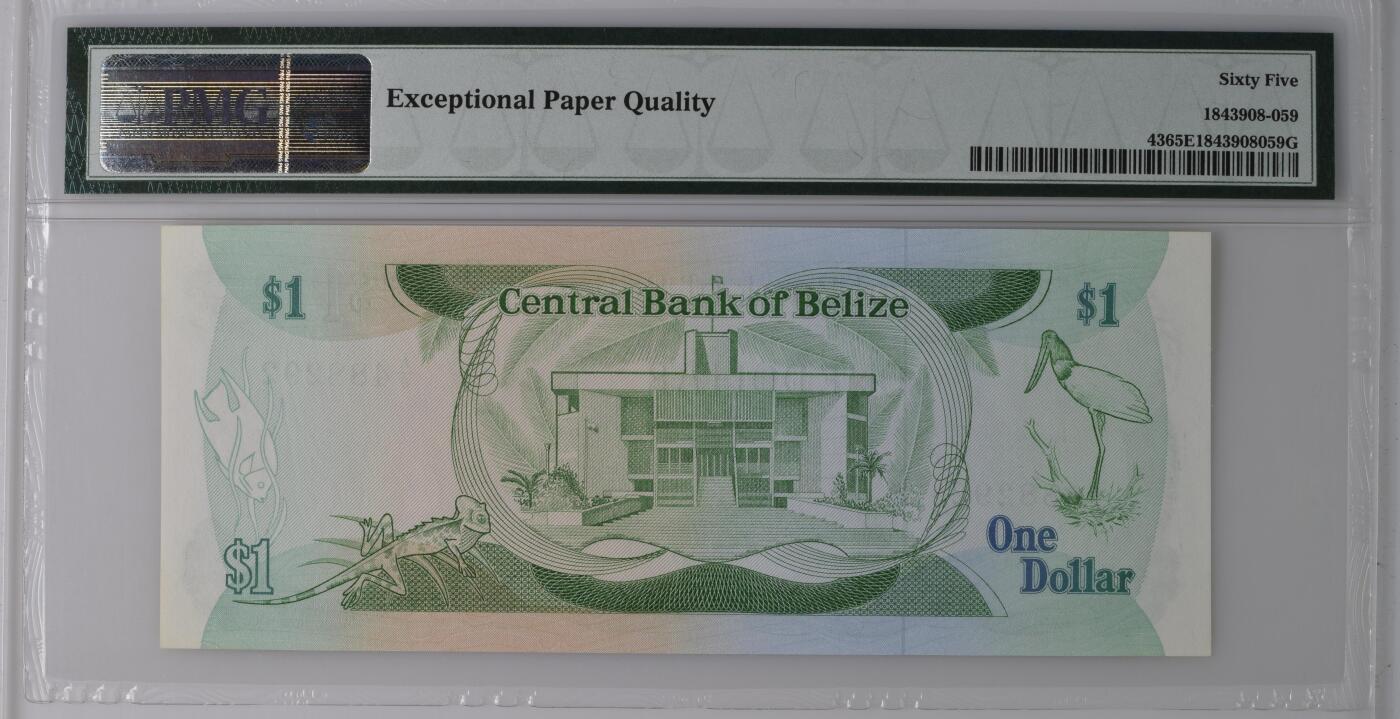 PMG
Exceptional Paper Quality
Sixty Five
1843908-059
4365E1843908059G
$1
Central Bank of Belize
$1
$1
One
Dollar